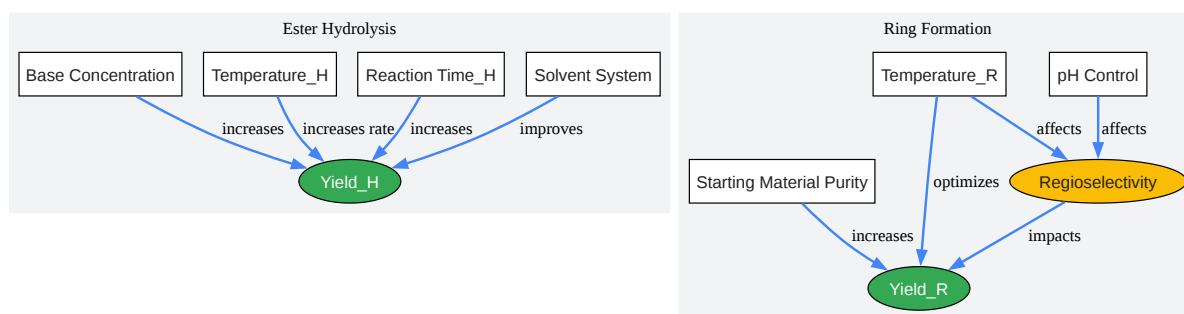 Ester Hydrolysis
Base Concentration
Temperature_H
Reaction Time_H
Solvent System
increases
increases rate
increases
improves
Yield_H
Ring Formation
Temperature_R
pH Control
affects
affects
Starting Material Purity
optimizes
Regioselectivity
increases
impacts
Yield_R